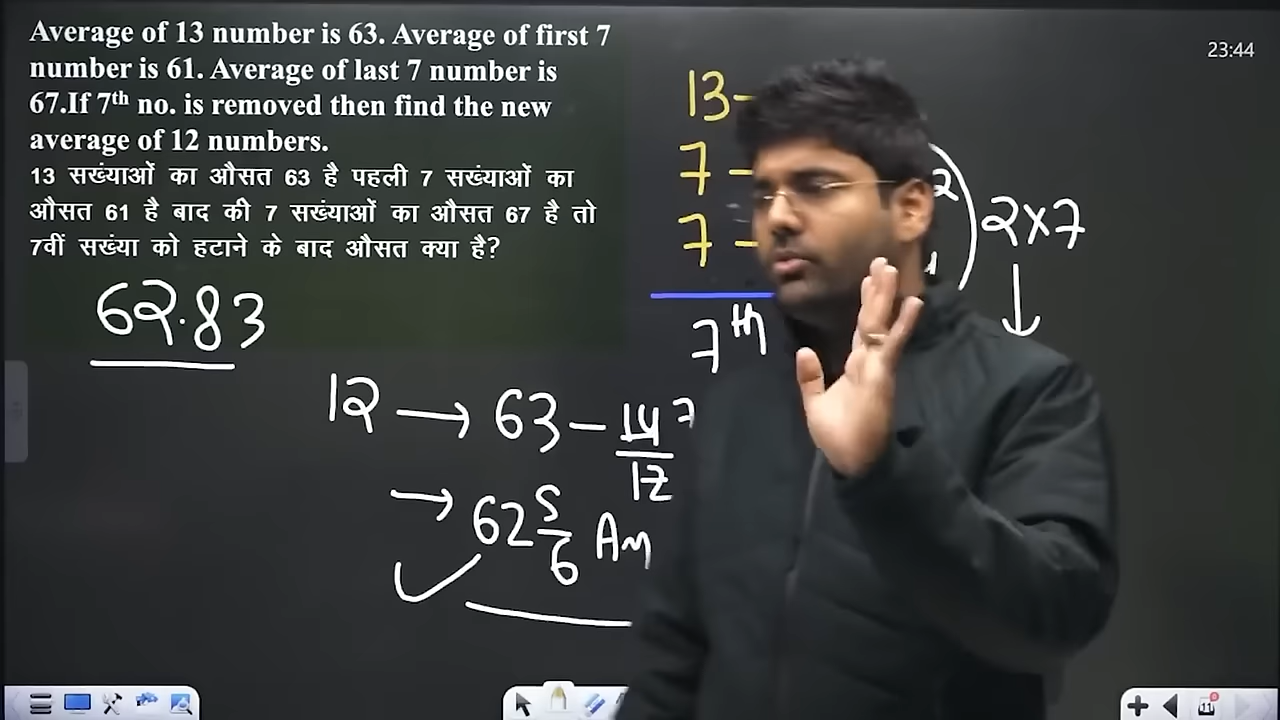 Average of 13 number is 63. Average of first 7
number is 61. Average of last 7 number is
67.If 7th no. is removed then find the new
average of 12 numbers.
13 सख्ंयाओं का औसत 63 है पहली 7 सख्ंयाओं का
औसत 61 है बाद की 7 सख्ंयाओं का औसत 67 है तो
7वीं सख्ंया को हटाने के बाद औसत क्या है?
23:44
13-
7 -
7 -
2
2×7
7th
62.83
12 → 63 - 14
12
→ 62 5/6 An
11